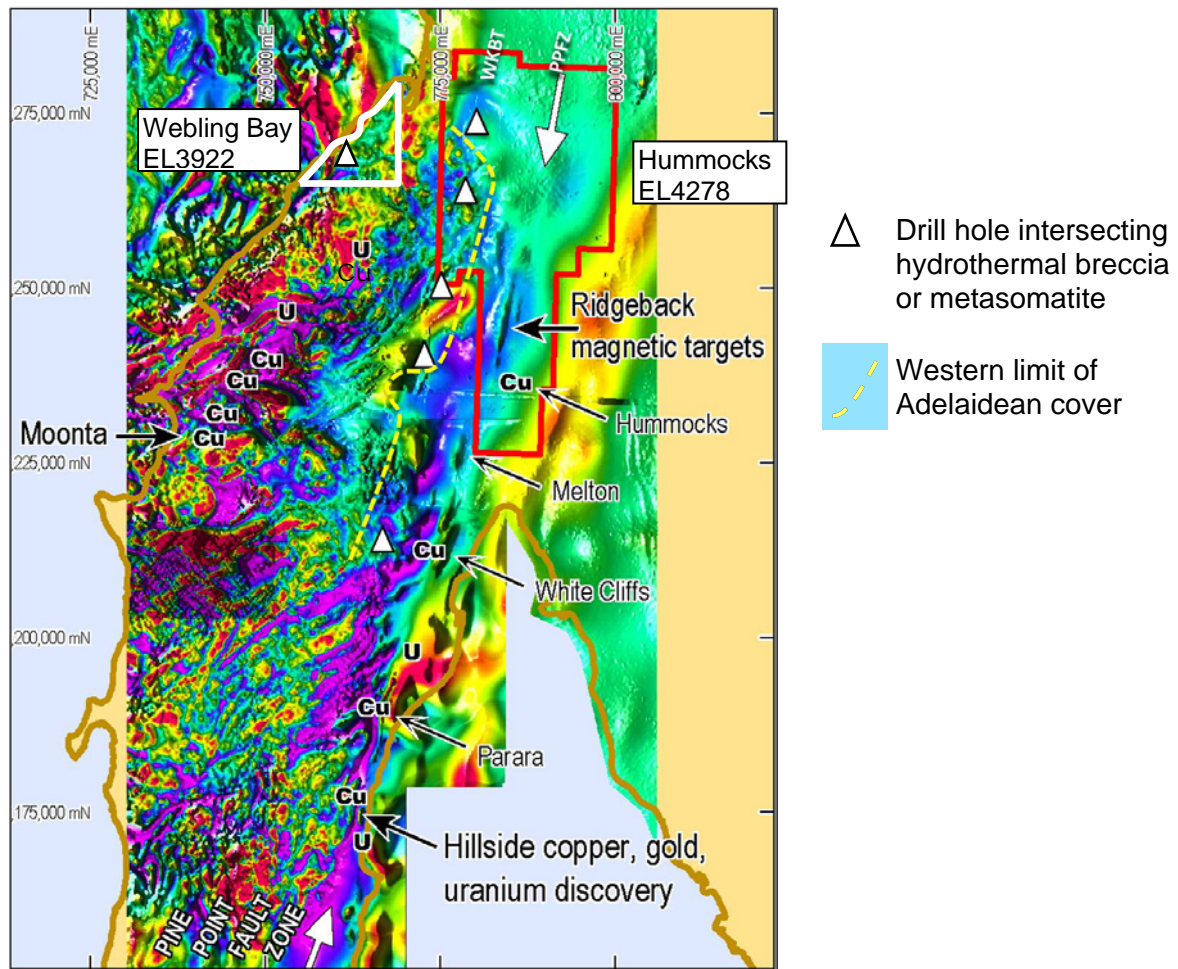 725,000 mE
750,000 mE
775,000 mE
800,000 mE
WKBT
PPFZ
,275,000 mN
Webling Bay
EL3922
Hummocks
EL4278
U
Cu
,250,000 mN
U
Ridgeback
magnetic targets
Cu
Cu
Cu
Hummocks
Cu
Moonta
Cu
,225,000 mN
Melton
Cu
White Cliffs
,200,000 mN
U
Cu
Parara
Cu
,175,000 mN
U
Hillside copper, gold,
uranium discovery
PINE
POINT
FAULT
ZONE
Drill hole intersecting
hydrothermal breccia
or metasomatite
Western limit of
Adelaidean cover